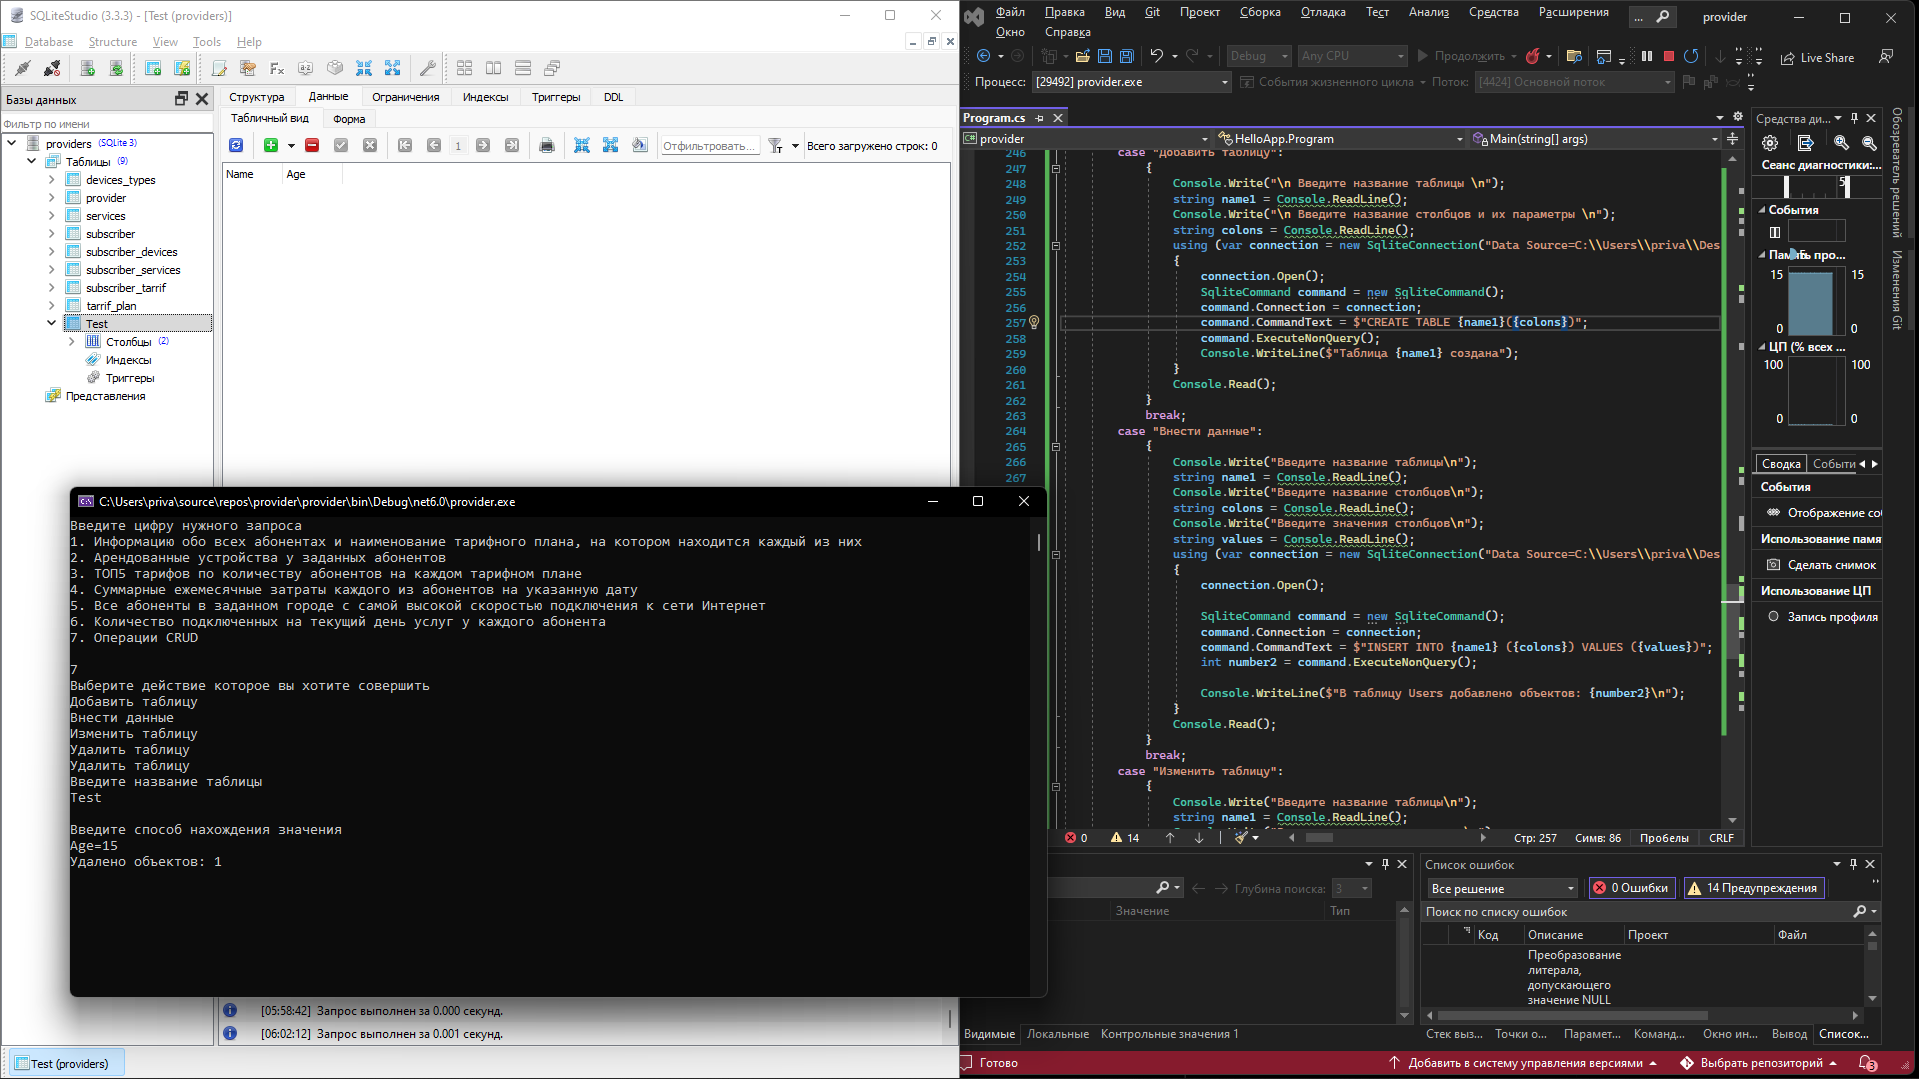 SQLiteStudio (3.3.3) - [Test (providers)]
Database Structure View Tools Help
Базы данных
Фильтр по имени
providers (SQLite 3)
Таблицы (9)
devices_types
provider
services
subscriber
subscriber_devices
subscriber_services
subscriber_tarrif
tarrif_plan
Test
Столбцы (2)
Индексы
Триггеры
Представления
Структура Данные Ограничения Индексы Триггеры DDL
Табличный вид Форма
1 Отфильтровать... Всего загружено строк: 0
Name Age
C:\Users\priva\source\repos\provider\provider\bin\Debug\net6.0\provider.exe
Введите цифру нужного запроса
1. Информацию обо всех абонентах и наименование тарифного плана, на котором находится каждый из них
2. Арендованные устройства у заданных абонентов
3. ТОП5 тарифов по количеству абонентов на каждом тарифном плане
4. Суммарные ежемесячные затраты каждого из абонентов на указанную дату
5. Все абоненты в заданном городе с самой высокой скоростью подключения к сети Интернет
6. Количество подключенных на текущий день услуг у каждого абонента
7. Операции CRUD
7
Выберите действие которое вы хотите совершить
Добавить таблицу
Внести данные
Изменить таблицу
Удалить таблицу
Удалить таблицу
Введите название таблицы
Test
Введите способ нахождения значения
Age=15
Удалено объектов: 1
[05:58:42] Запрос выполнен за 0.000 секунд.
[06:02:12] Запрос выполнен за 0.001 секунд.
Test (providers)
Файл Правка Вид Git Проект Сборка Отладка Тест Анализ Средства Расширения ... provider
Окно Справка
Debug Any CPU Продолжить Live Share
Процесс: [29492] provider.exe События жизненного цикла Поток: [4424] Основной поток
Program.cs
provider HelloApp.Program Main(string[] args)
246 case "Добавить таблицу":
247 {
248 Console.Write("\n Введите название таблицы \n");
249 string name1 = Console.ReadLine();
250 Console.Write("\n Введите название столбцов и их параметры \n");
251 string colons = Console.ReadLine();
252 using (var connection = new SqliteConnection("Data Source=C:\\Users\\priva\\Des
253 {
254 connection.Open();
255 SqliteCommand command = new SqliteCommand();
256 command.Connection = connection;
257 command.CommandText = $"CREATE TABLE {name1}({colons})";
258 command.ExecuteNonQuery();
259 Console.WriteLine($"Таблица {name1} создана");
260 }
261 Console.Read();
262 }
263 break;
264 case "Внести данные":
265 {
266 Console.Write("Введите название таблицы\n");
267 string name1 = Console.ReadLine();
Console.Write("Введите название столбцов\n");
string colons = Console.ReadLine();
Console.Write("Введите значения столбцов\n");
string values = Console.ReadLine();
using (var connection = new SqliteConnection("Data Source=C:\\Users\\priva\\Des
{
connection.Open();
SqliteCommand command = new SqliteCommand();
command.Connection = connection;
command.CommandText = $"INSERT INTO {name1} ({colons}) VALUES ({values})";
int number2 = command.ExecuteNonQuery();
Console.WriteLine($"В таблицу Users добавлено объектов: {number2}\n");
}
Console.Read();
}
break;
case "Изменить таблицу":
{
Console.Write("Введите название таблицы\n");
string name1 = Console.ReadLine();
0 14 Стр: 257 Симв: 86 Пробелы CRLF
Глубина поиска: 3
Значение Тип
Видимые Локальные Контрольные значения 1
Средства ди...
Сеанс диагностики:...
5
События
15 15
0 0
ЦП (% всех ...
100 100
0 0
Сводка Событи
События
Отображение со
Использование памя
Сделать снимок
Использование ЦП
Запись профиля
Обозреватель решений
Изменения Git
Список ошибок
Все решение 0 Ошибки 14 Предупреждения
Поиск по списку ошибок
Код Описание Проект Файл
Преобразование
литерала,
допускающего
значение NULL
Стек выз... Точки о... Парамет... Команд... Окно ин... Вывод Список...
Готово Добавить в систему управления версиями Выбрать репозиторий 3